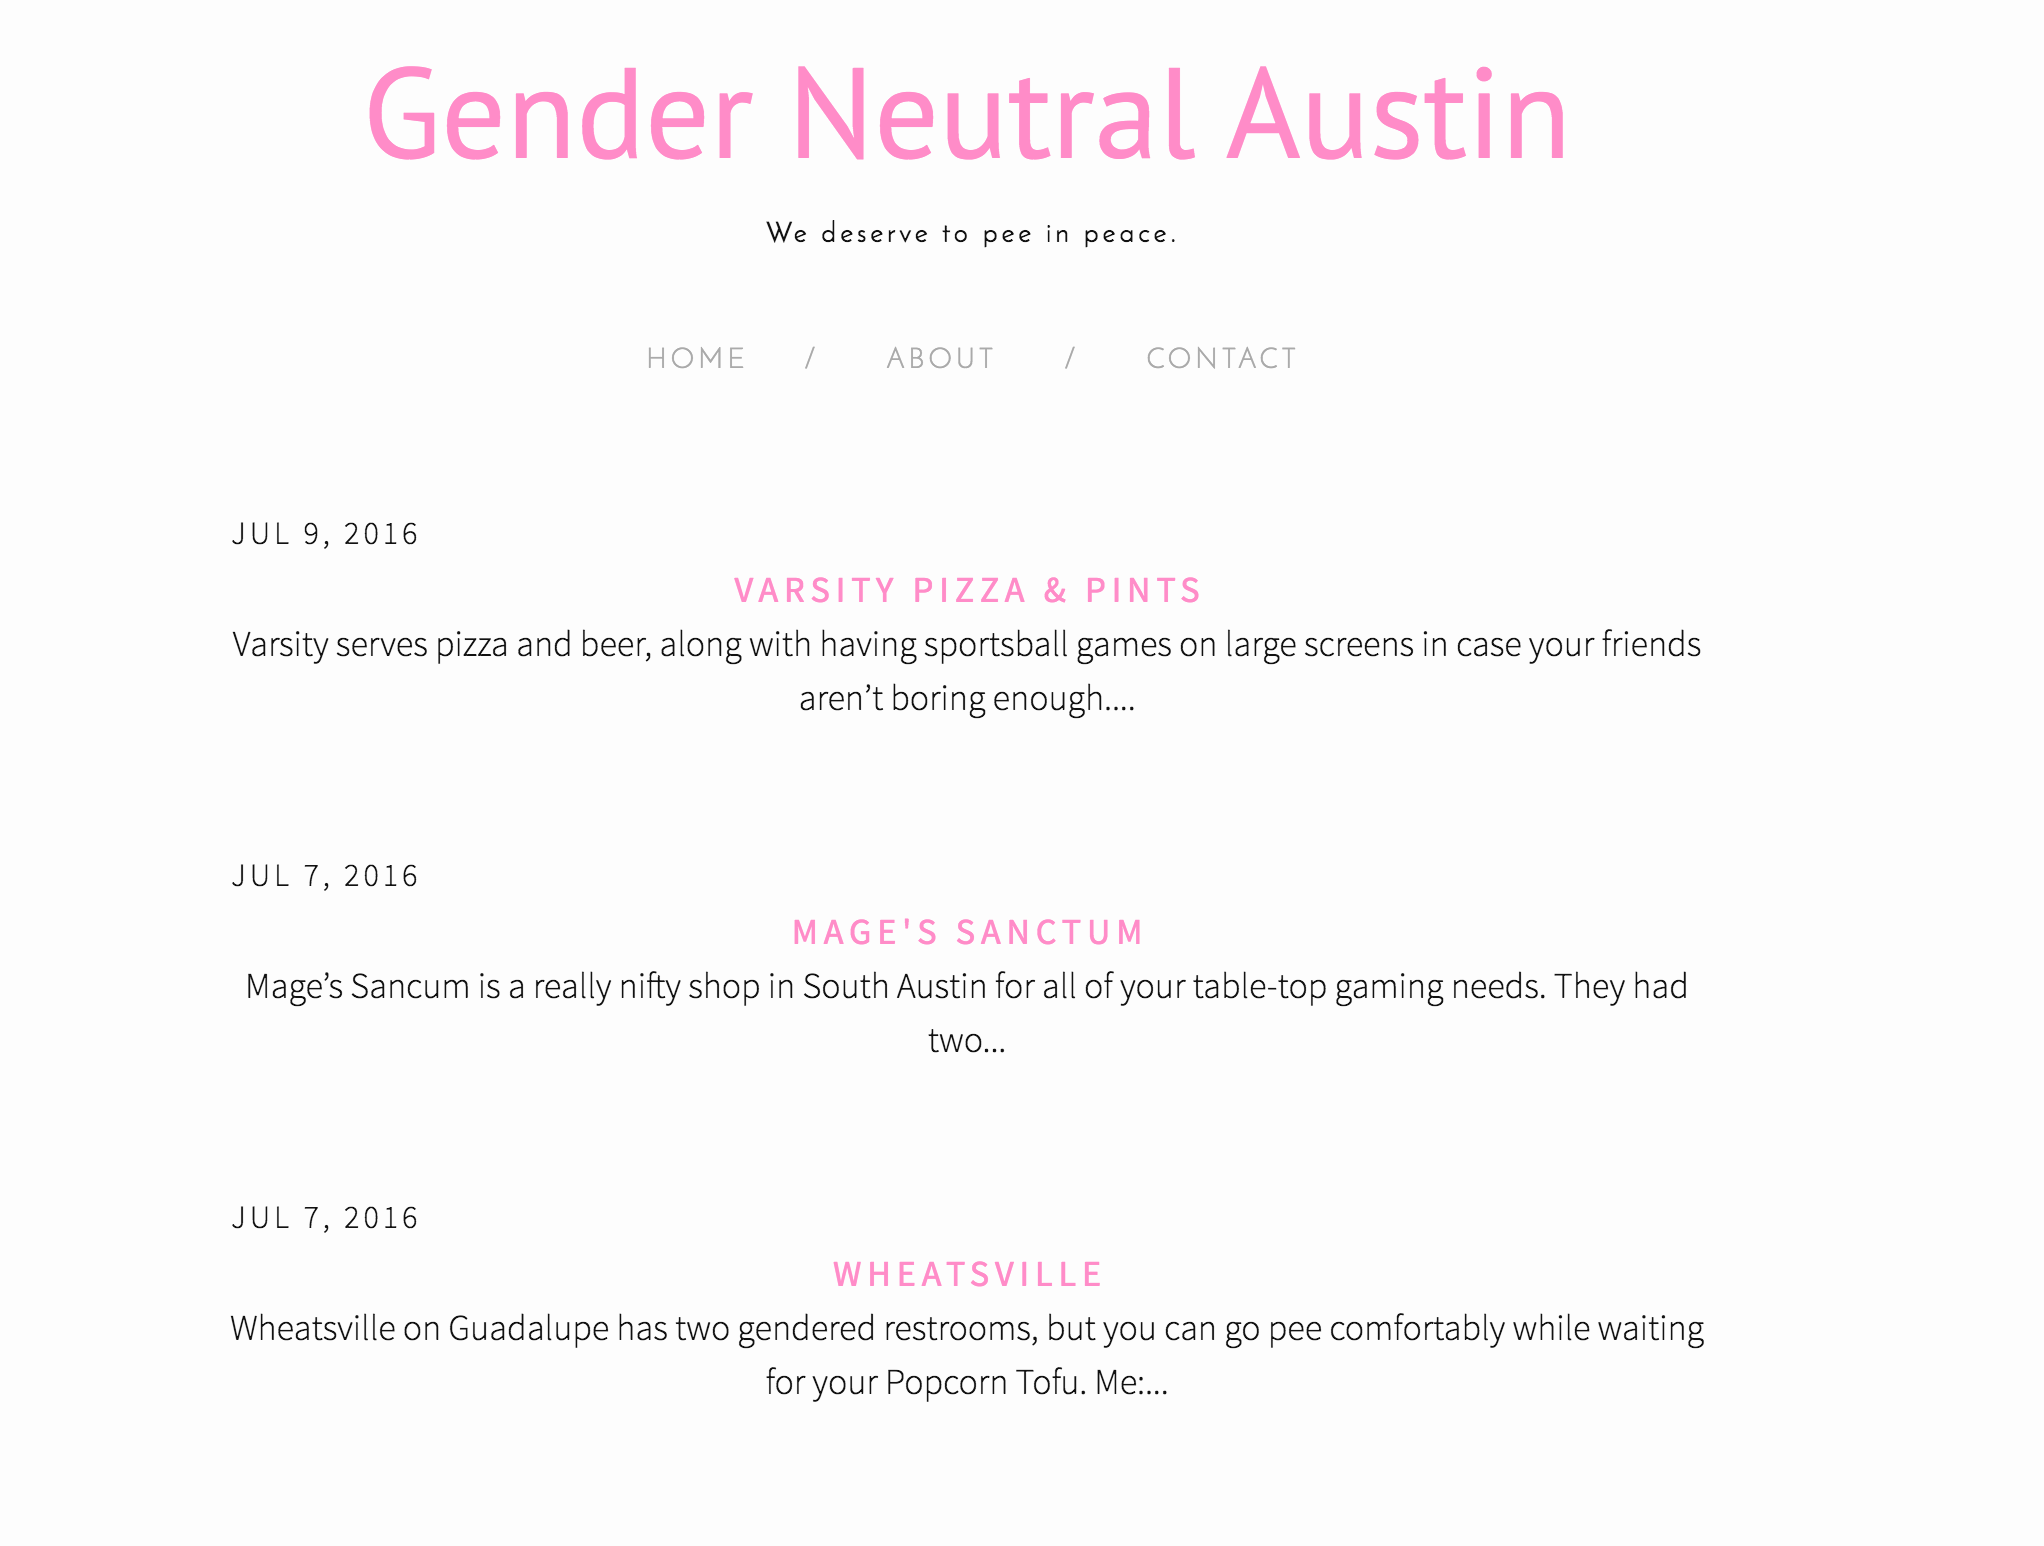 Gender Neutral Austin
We deserve to pee in peace.
HOME / ABOUT / CONTACT
JUL 9, 2016
VARSITY PIZZA & PINTS
Varsity serves pizza and beer, along with having sportsball games on large screens in case your friends
aren’t boring enough....
JUL 7, 2016
MAGE'S SANCTUM
Mage’s Sancum is a really nifty shop in South Austin for all of your table-top gaming needs. They had
two...
JUL 7, 2016
WHEATSVILLE
Wheatsville on Guadalupe has two gendered restrooms, but you can go pee comfortably while waiting
for your Popcorn Tofu. Me:...